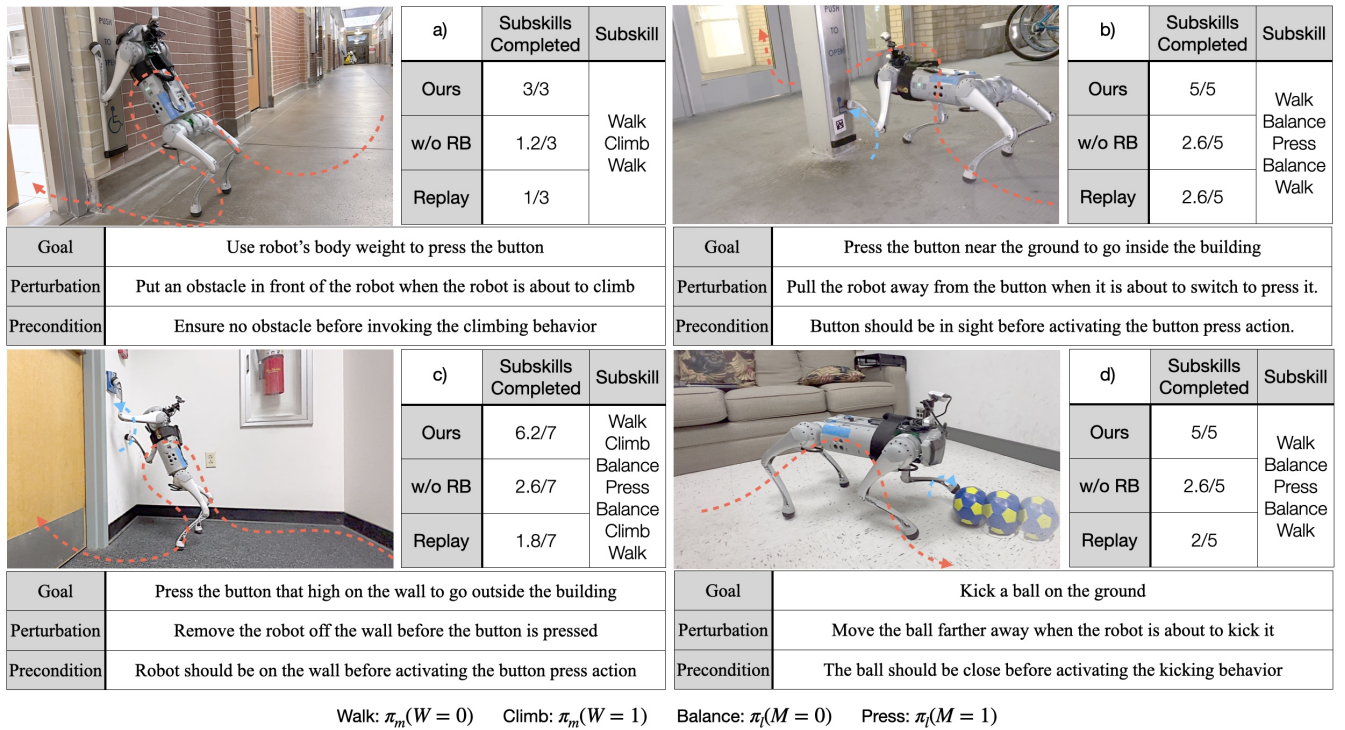 PUSH
TO
OPEN
a)
Subskills
Completed
Subskill
Ours
3/3
w/o RB
1.2/3
Replay
1/3
Walk
Climb
Walk
Goal
Use robot's body weight to press the button
Perturbation
Put an obstacle in front of the robot when the robot is about to climb
Precondition
Ensure no obstacle before invoking the climbing behavior
PUSH
TO
OPEN
b)
Subskills
Completed
Subskill
Ours
5/5
w/o RB
2.6/5
Replay
2.6/5
Walk
Balance
Press
Balance
Walk
Goal
Press the button near the ground to go inside the building
Perturbation
Pull the robot away from the button when it is about to switch to press it.
Precondition
Button should be in sight before activating the button press action.
c)
Subskills
Completed
Subskill
Ours
6.2/7
w/o RB
2.6/7
Replay
1.8/7
Walk
Climb
Balance
Press
Balance
Climb
Walk
Goal
Press the button that high on the wall to go outside the building
Perturbation
Remove the robot off the wall before the button is pressed
Precondition
Robot should be on the wall before activating the button press action
d)
Subskills
Completed
Subskill
Ours
5/5
w/o RB
2.6/5
Replay
2/5
Walk
Balance
Press
Balance
Walk
Goal
Kick a ball on the ground
Perturbation
Move the ball farther away when the robot is about to kick it
Precondition
The ball should be close before activating the kicking behavior
Walk: π_m(W = 0) Climb: π_m(W = 1) Balance: π_l(M = 0) Press: π_l(M = 1)